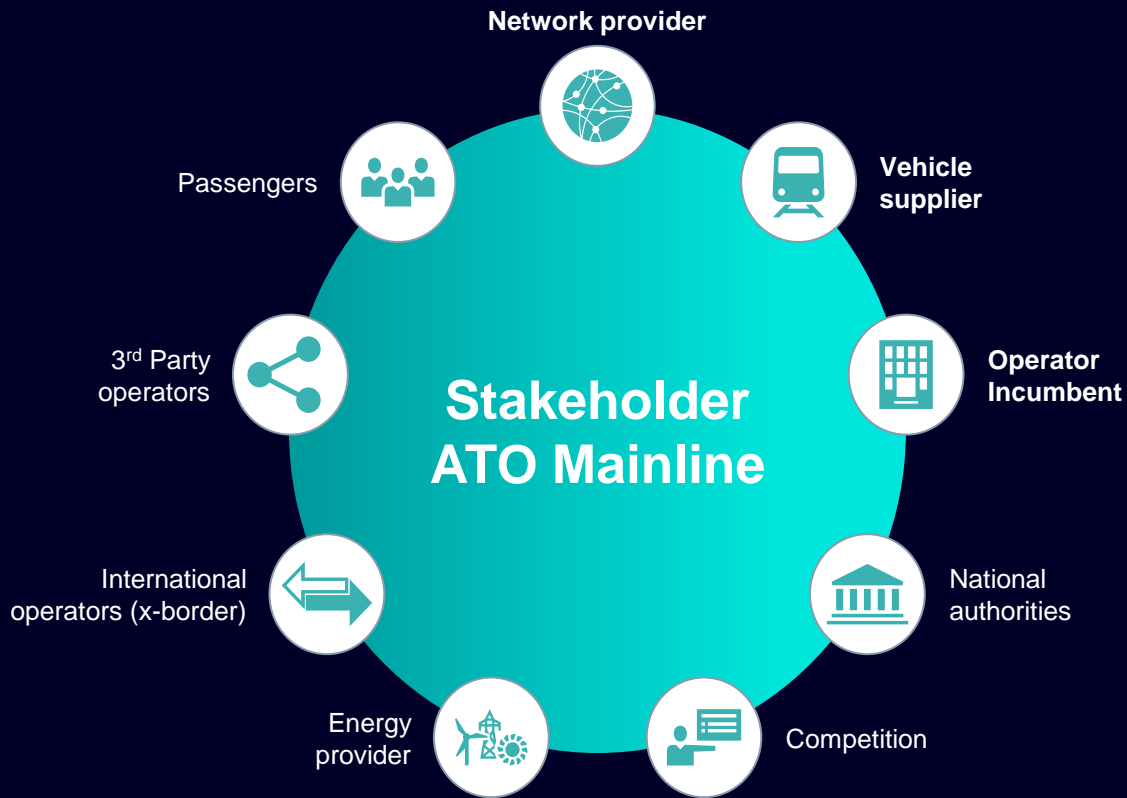 Network provider
Vehicle
supplier
Operator
Incumbent
National
authorities
Competition
Energy
provider
International
operators (x-border)
3rd Party
operators
Passengers
Stakeholder
ATO Mainline